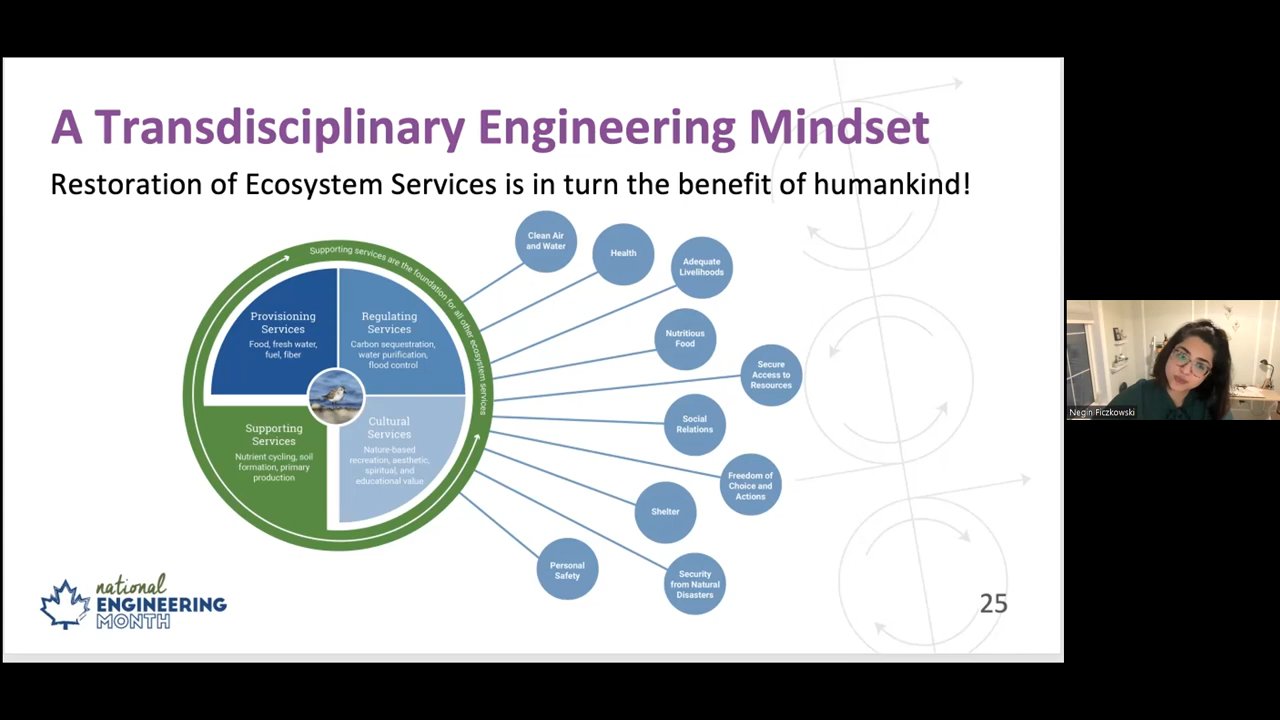 A Transdisciplinary Engineering Mindset
Restoration of Ecosystem Services is in turn the benefit of humankind!
Supporting services are the foundation for all other ecosystem services
Provisioning
Services
Food, fresh water,
fuel, fiber
Regulating
Services
Carbon sequestration,
water purification,
flood control
Supporting
Services
Nutrient cycling, soil
formation, primary
production
Cultural
Services
Nature-based
recreation, aesthetic,
spiritual, and
educational value
Clean Air
and Water
Health
Adequate
Livelihoods
Nutritious
Food
Secure
Access to
Resources
Social
Relations
Freedom of
Choice and
Actions
Shelter
Security
from Natural
Disasters
Personal
Safety
national
ENGINEERING
MONTH
25
Negin Ficzkowski